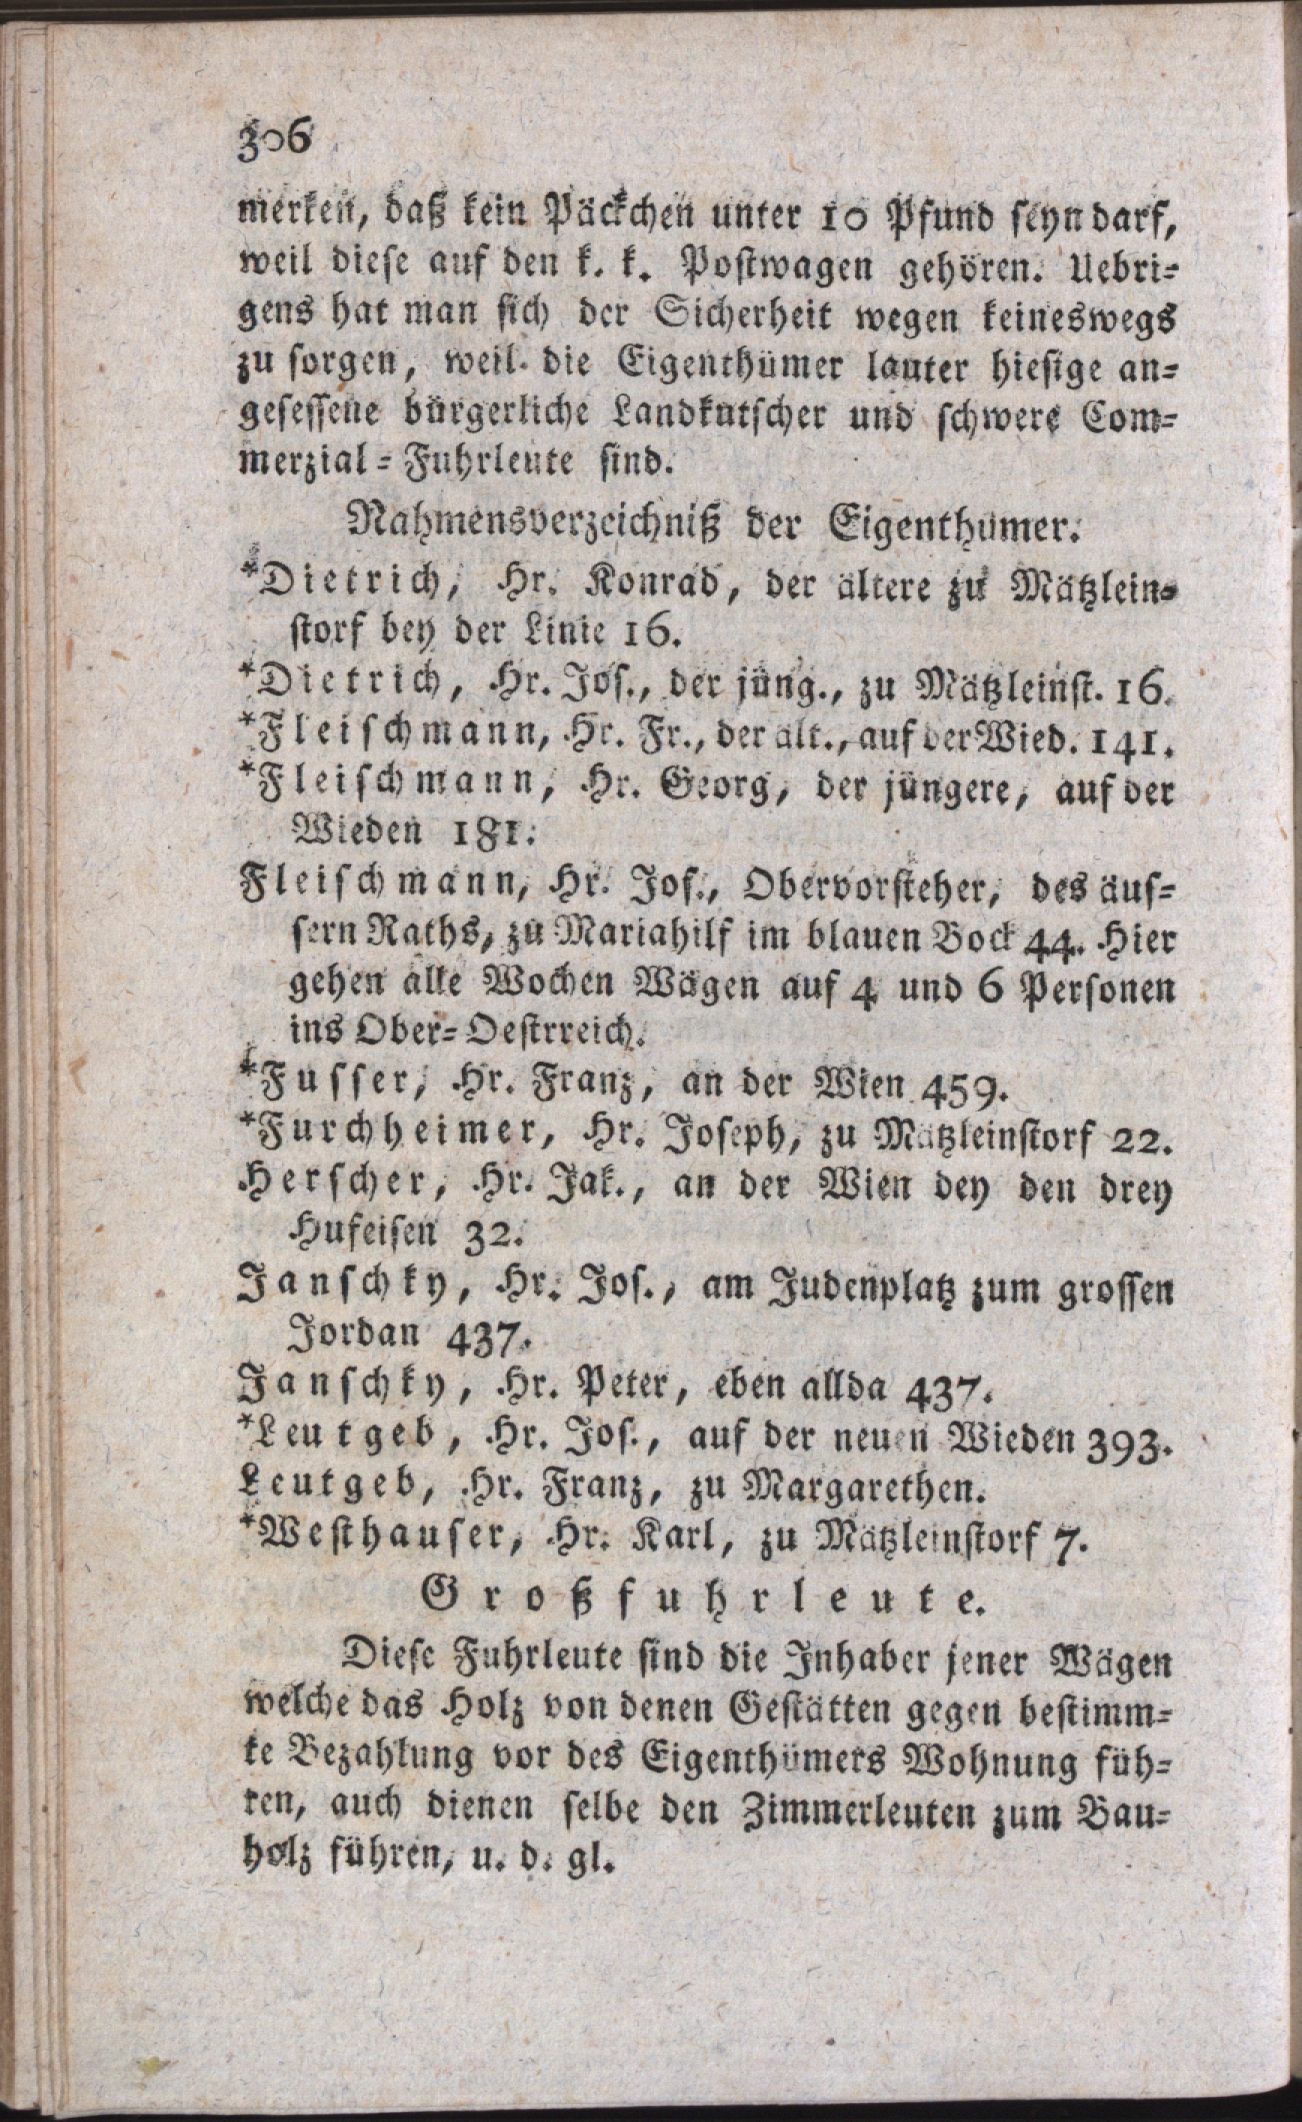 306
merken, daß kein Päckchen unter 10 Pfund seyn darf,
weil diese auf den k. k. Postwagen gehören. Uebri-
gens hat man sich der Sicherheit wegen keineswegs
zu sorgen, weil die Eigenthümer lauter hiesige an-
gesessene bürgerliche Landkutscher und schwere Com-
merzial-Fuhrleute sind.
Nahmensverzeichniß der Eigenthumer.
*Dietrich, Hr. Konrad, der ältere zu Mätzlein-
storf bey der Linie 16.
*Dietrich, Hr. Jos., der jüng., zu Mätzleinst. 16.
*Fleischmann, Hr. Fr., der ält., auf der Wied. 141.
*Fleischmann, Hr. Georg, der jüngere, auf der
Wieden 181.
Fleischmann, Hr. Jos., Obervorsteher, des äus-
sern Raths, zu Mariahilf im blauen Bock 44. Hier
gehen alle Wochen Wägen auf 4 und 6 Personen
ins Ober-Oestrreich.
*Fusser, Hr. Franz, an der Wien 459.
*Furchheimer, Hr. Joseph, zu Mätzleinstorf 22.
Herscher, Hr. Jak., an der Wien dey den drey
Hufeisen 32.
Janschky, Hr. Jos., am Judenplatz zum grossen
Jordan 437.
Janschky, Hr. Peter, eben allda 437.
*Leutgeb, Hr. Jos., auf der neuen Wieden 393.
Leutgeb, Hr. Franz, zu Margarethen.
*Westhauser, Hr. Karl, zu Mätzleinstorf 7.
Großfuhrleute.
Diese Fuhrleute sind die Inhaber jener Wägen
welche das Holz von denen Gestätten gegen bestimm-
te Bezahlung vor des Eigenthümers Wohnung füh-
ren, auch dienen selbe den Zimmerleuten zum Bau-
holz führen, u. d. gl.